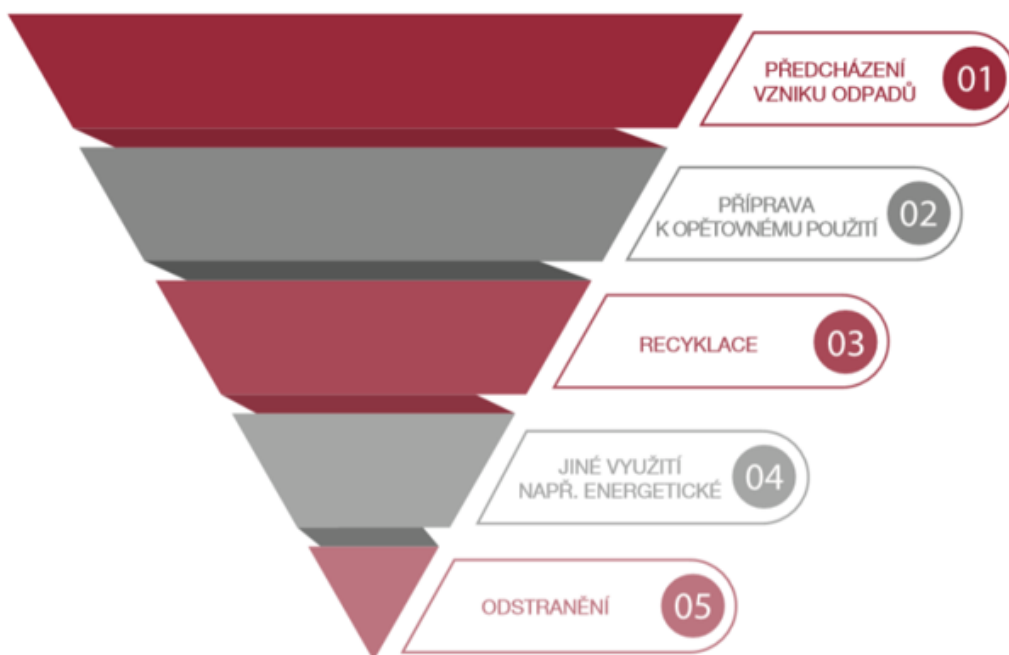 PŘEDCHÁZENÍ
VZNIKU ODPADŮ
01
PŘÍPRAVA
K OPĚTOVNÉMU POUŽITÍ
02
RECYKLACE
03
JINÉ VYUŽITÍ
NAPŘ. ENERGETICKÉ
04
ODSTRANĚNÍ
05